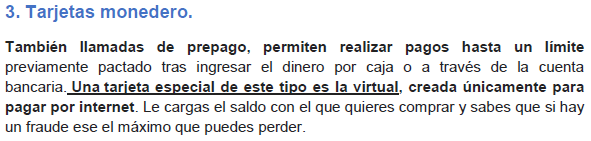 3. Tarjetas monedero.
También llamadas de prepago, permiten realizar pagos hasta un límite
previamente pactado tras ingresar el dinero por caja o a través de la cuenta
bancaria. Una tarjeta especial de este tipo es la virtual, creada únicamente para
pagar por internet. Le cargas el saldo con el que quieres comprar y sabes que si hay
un fraude ese el máximo que puedes perder.